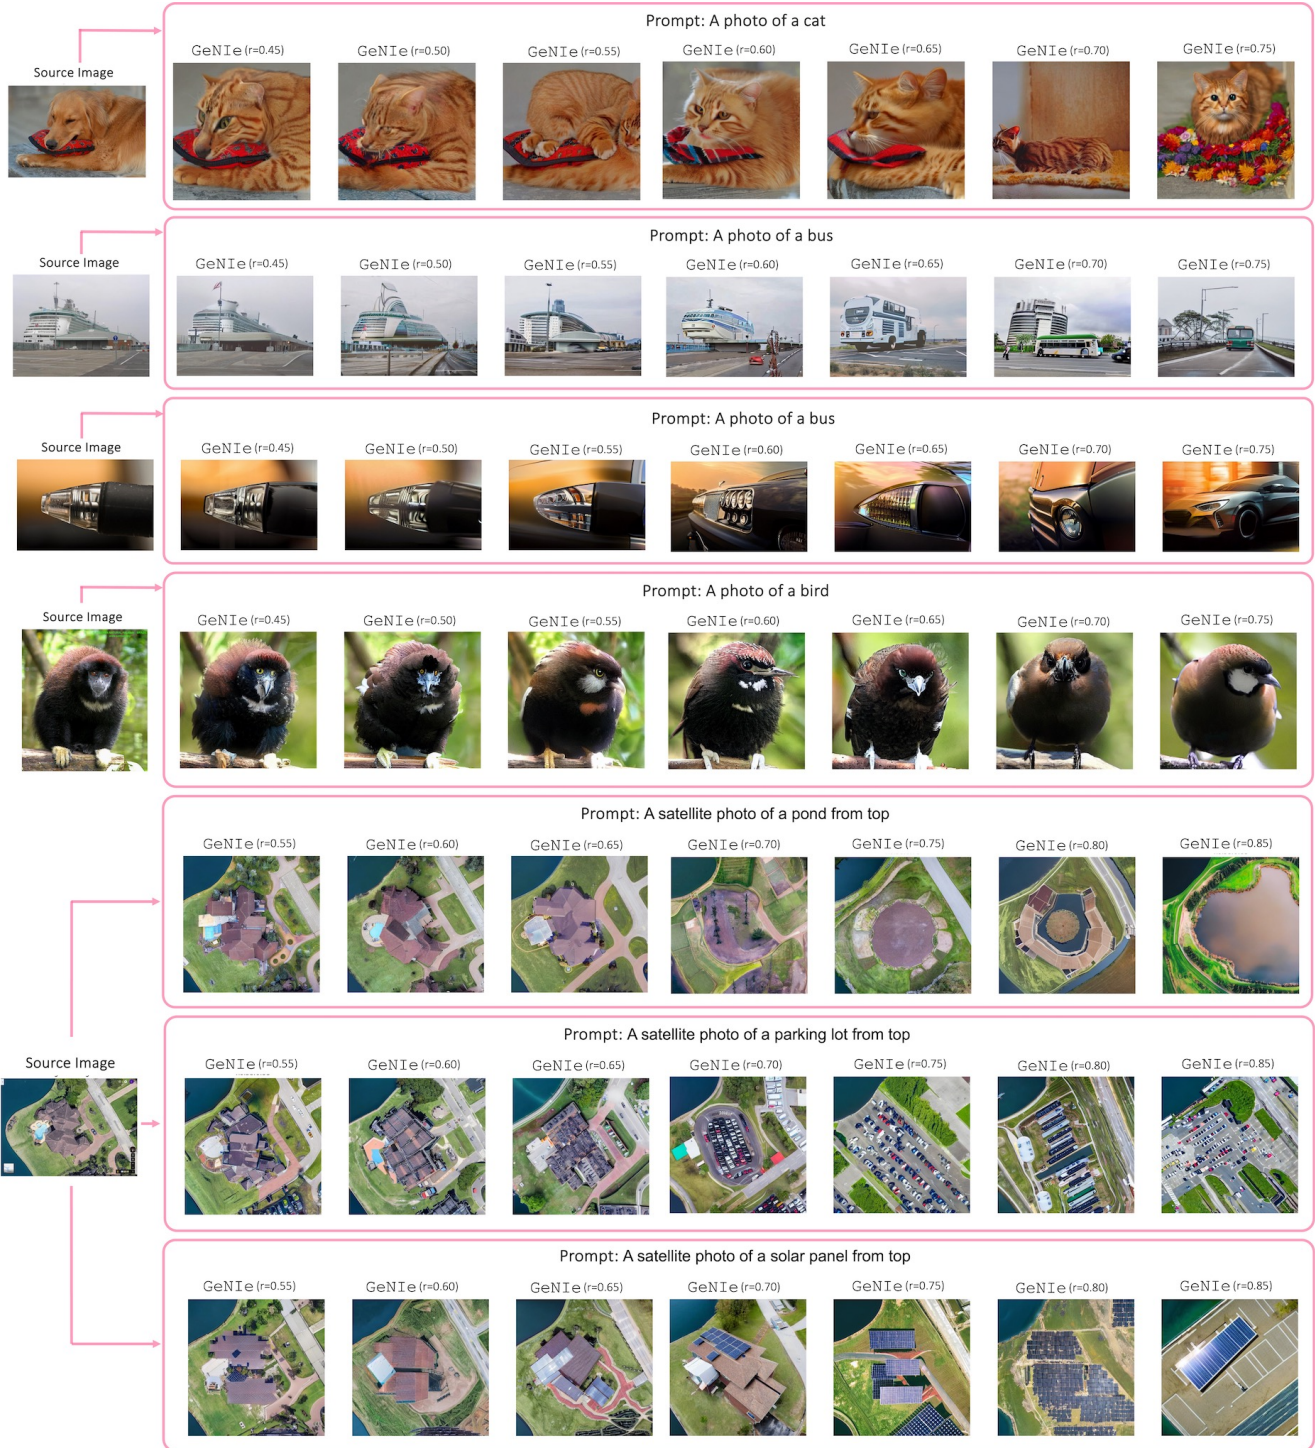 Prompt: A photo of a cat
GeNIe (r=0.45) GeNIe (r=0.50) GeNIe (r=0.55) GeNIe (r=0.60) GeNIe (r=0.65) GeNIe (r=0.70) GeNIe (r=0.75)
Source Image
Prompt: A photo of a bus
GeNIe (r=0.45) GeNIe (r=0.50) GeNIe (r=0.55) GeNIe (r=0.60) GeNIe (r=0.65) GeNIe (r=0.70) GeNIe (r=0.75)
Source Image
Prompt: A photo of a bus
Source Image GeNIe (r=0.45) GeNIe (r=0.50) GeNIe (r=0.55) GeNIe (r=0.60) GeNIe (r=0.65) GeNIe (r=0.70) GeNIe (r=0.75)
Prompt: A photo of a bird
Source Image GeNIe (r=0.45) GeNIe (r=0.50) GeNIe (r=0.55) GeNIe (r=0.60) GeNIe (r=0.65) GeNIe (r=0.70) GeNIe (r=0.75)
Prompt: A satellite photo of a pond from top
GeNIe (r=0.55) GeNIe (r=0.60) GeNIe (r=0.65) GeNIe (r=0.70) GeNIe (r=0.75) GeNIe (r=0.80) GeNIe (r=0.85)
Prompt: A satellite photo of a parking lot from top
Source Image GeNIe (r=0.55) GeNIe (r=0.60) GeNIe (r=0.65) GeNIe (r=0.70) GeNIe (r=0.75) GeNIe (r=0.80) GeNIe (r=0.85)
Prompt: A satellite photo of a solar panel from top
GeNIe (r=0.55) GeNIe (r=0.60) GeNIe (r=0.65) GeNIe (r=0.70) GeNIe (r=0.75) GeNIe (r=0.80) GeNIe (r=0.85)